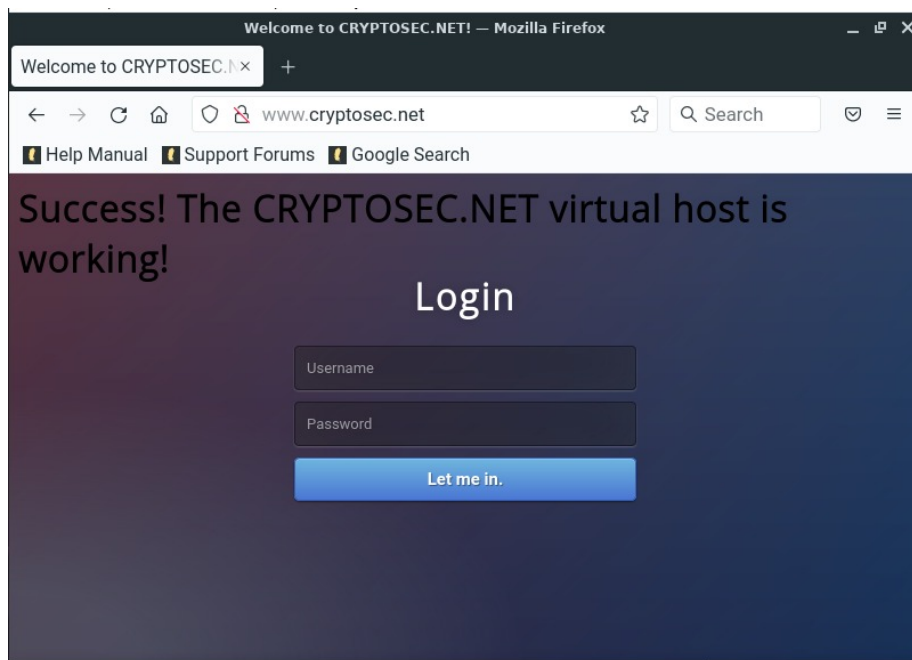 Welcome to CRYPTOSEC.NET! — Mozilla Firefox
Welcome to CRYPTOSEC.N
www.cryptosec.net
Search
Help Manual Support Forums Google Search
Success! The CRYPTOSEC.NET virtual host is
working!
Login
Username
Password
Let me in.